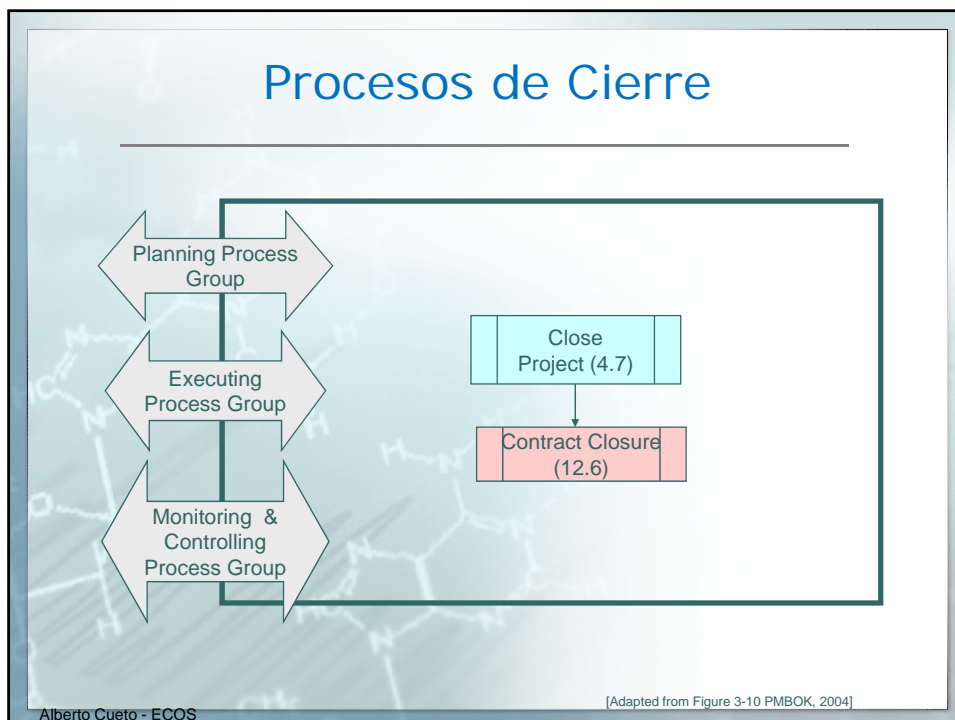 Procesos de Cierre
Planning Process
Group
Executing
Process Group
Monitoring &
Controlling
Process Group
Close
Project (4.7)
Contract Closure
(12.6)
[Adapted from Figure 3-10 PMBOK, 2004]
Alberto Cueto - ECOS